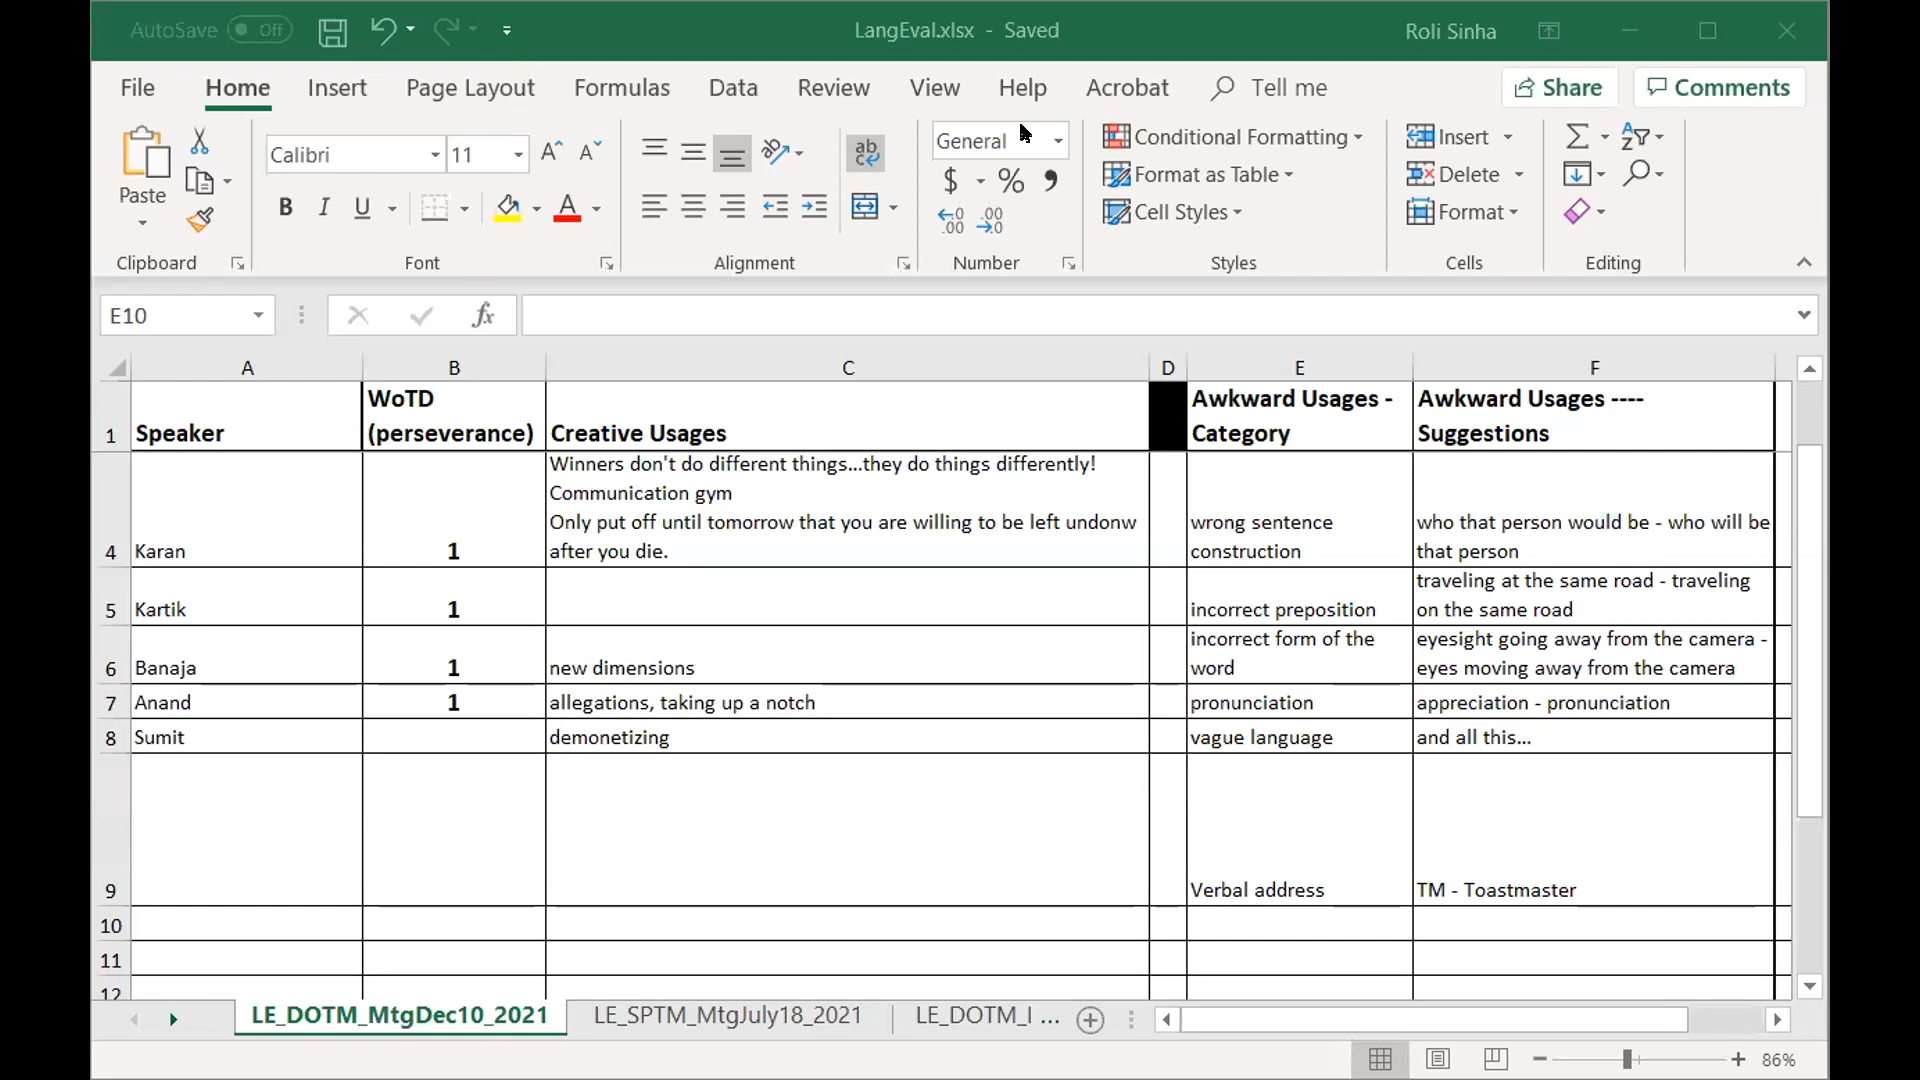 AutoSave Off LangEval.xlsx - Saved Roli Sinha
File Home Insert Page Layout Formulas Data Review View Help Acrobat Tell me Share Comments
Paste Calibri 11 A A ab c General Conditional Formatting Insert
$ % , Format as Table Delete
B I U A .00 .00 Cell Styles Format
Clipboard Font Alignment Number Styles Cells Editing
E10 fx
A B C D E F
1 Speaker WoTD (perseverance) Creative Usages Awkward Usages - Category Awkward Usages ---- Suggestions
4 Karan 1
Winners don't do different things...they do things differently!
Communication gym
Only put off until tomorrow that you are willing to be left undonw
after you die.
wrong sentence
construction
who that person would be - who will be
that person
5 Kartik 1 incorrect preposition
traveling at the same road - traveling
on the same road
6 Banaja 1 new dimensions
incorrect form of the
word
eyesight going away from the camera -
eyes moving away from the camera
7 Anand 1 allegations, taking up a notch pronunciation appreciation - pronunciation
8 Sumit demonetizing vague language and all this...
9 Verbal address TM - Toastmaster
10
11
12
LE_DOTM_MtgDec10_2021 LE_SPTM_MtgJuly18_2021 LE_DOTM_I ...
86%